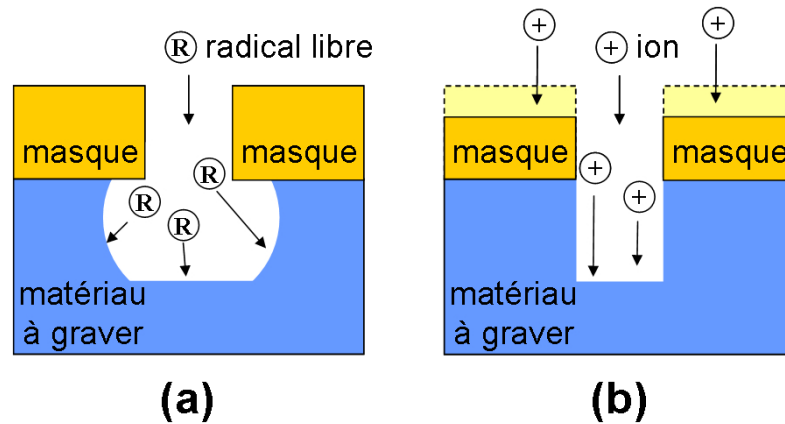 R radical libre
masque
masque
R
R
R
matériau
à graver
(a)
+
+ ion
+
masque
masque
+
+
matériau
à graver
(b)